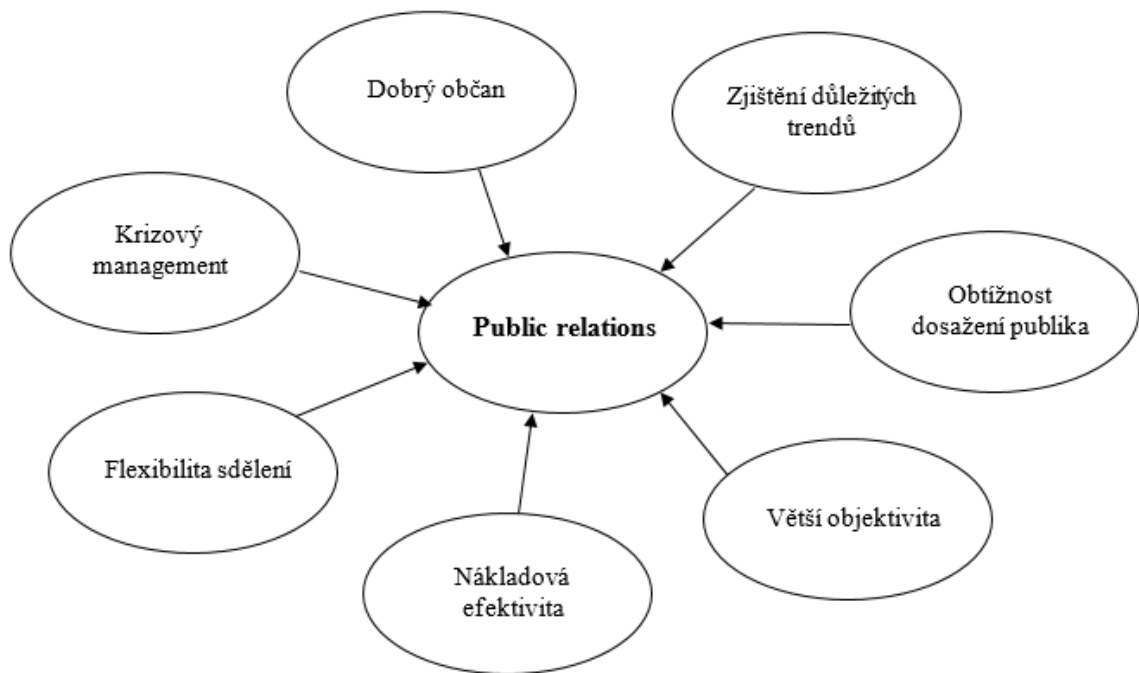 Dobrý občan
Zjištění důležitých
trendů
Krizový
management
Obtížnost
dosažení publika
Public relations
Flexibilita sdělení
Větší objektivita
Nákladová
efektivita